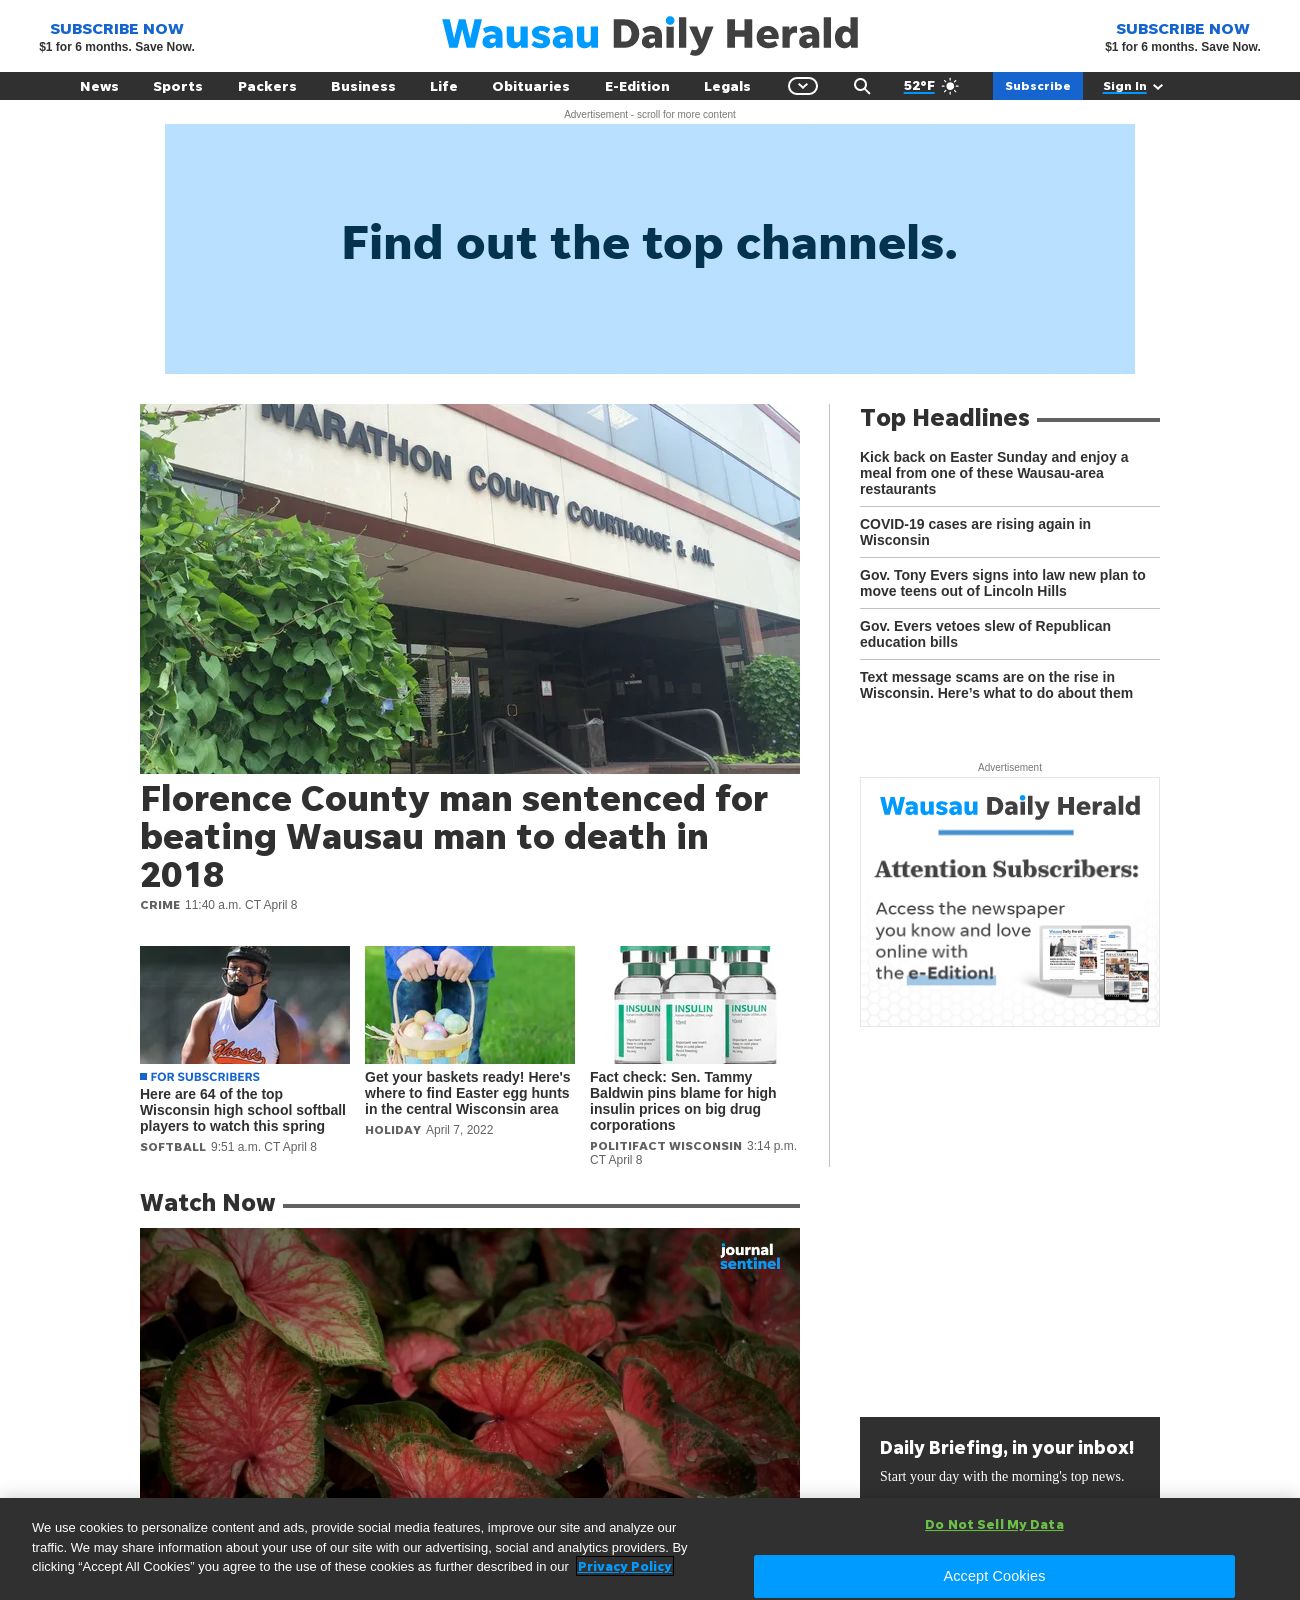 SUBSCRIBE NOW
$1 for 6 months. Save Now.
Wausau Daily Herald
SUBSCRIBE NOW
$1 for 6 months. Save Now.
News Sports Packers Business Life Obituaries E-Edition Legals 52°F Subscribe Sign In
Advertisement - scroll for more content
Find out the top channels.
MARATHON COUNTY COURTHOUSE & JAIL
Florence County man sentenced for
beating Wausau man to death in
2018
CRIME 11:40 a.m. CT April 8
Ghosts
FOR SUBSCRIBERS
Here are 64 of the top
Wisconsin high school softball
players to watch this spring
SOFTBALL 9:51 a.m. CT April 8
Get your baskets ready! Here's
where to find Easter egg hunts
in the central Wisconsin area
HOLIDAY April 7, 2022
INSULIN INSULIN INSULIN
10ml 10ml 10ml
Fact check: Sen. Tammy
Baldwin pins blame for high
insulin prices on big drug
corporations
POLITIFACT WISCONSIN 3:14 p.m.
CT April 8
Top Headlines
Kick back on Easter Sunday and enjoy a
meal from one of these Wausau-area
restaurants
COVID-19 cases are rising again in
Wisconsin
Gov. Tony Evers signs into law new plan to
move teens out of Lincoln Hills
Gov. Evers vetoes slew of Republican
education bills
Text message scams are on the rise in
Wisconsin. Here’s what to do about them
Advertisement
Wausau Daily Herald
Attention Subscribers:
Access the newspaper
you know and love
online with
the e-Edition!
Watch Now
journal
sentinel
Daily Briefing, in your inbox!
Start your day with the morning's top news.
We use cookies to personalize content and ads, provide social media features, improve our site and analyze our
traffic. We may share information about your use of our site with our advertising, social and analytics providers. By
clicking “Accept All Cookies” you agree to the use of these cookies as further described in our Privacy Policy
Do Not Sell My Data
Accept Cookies